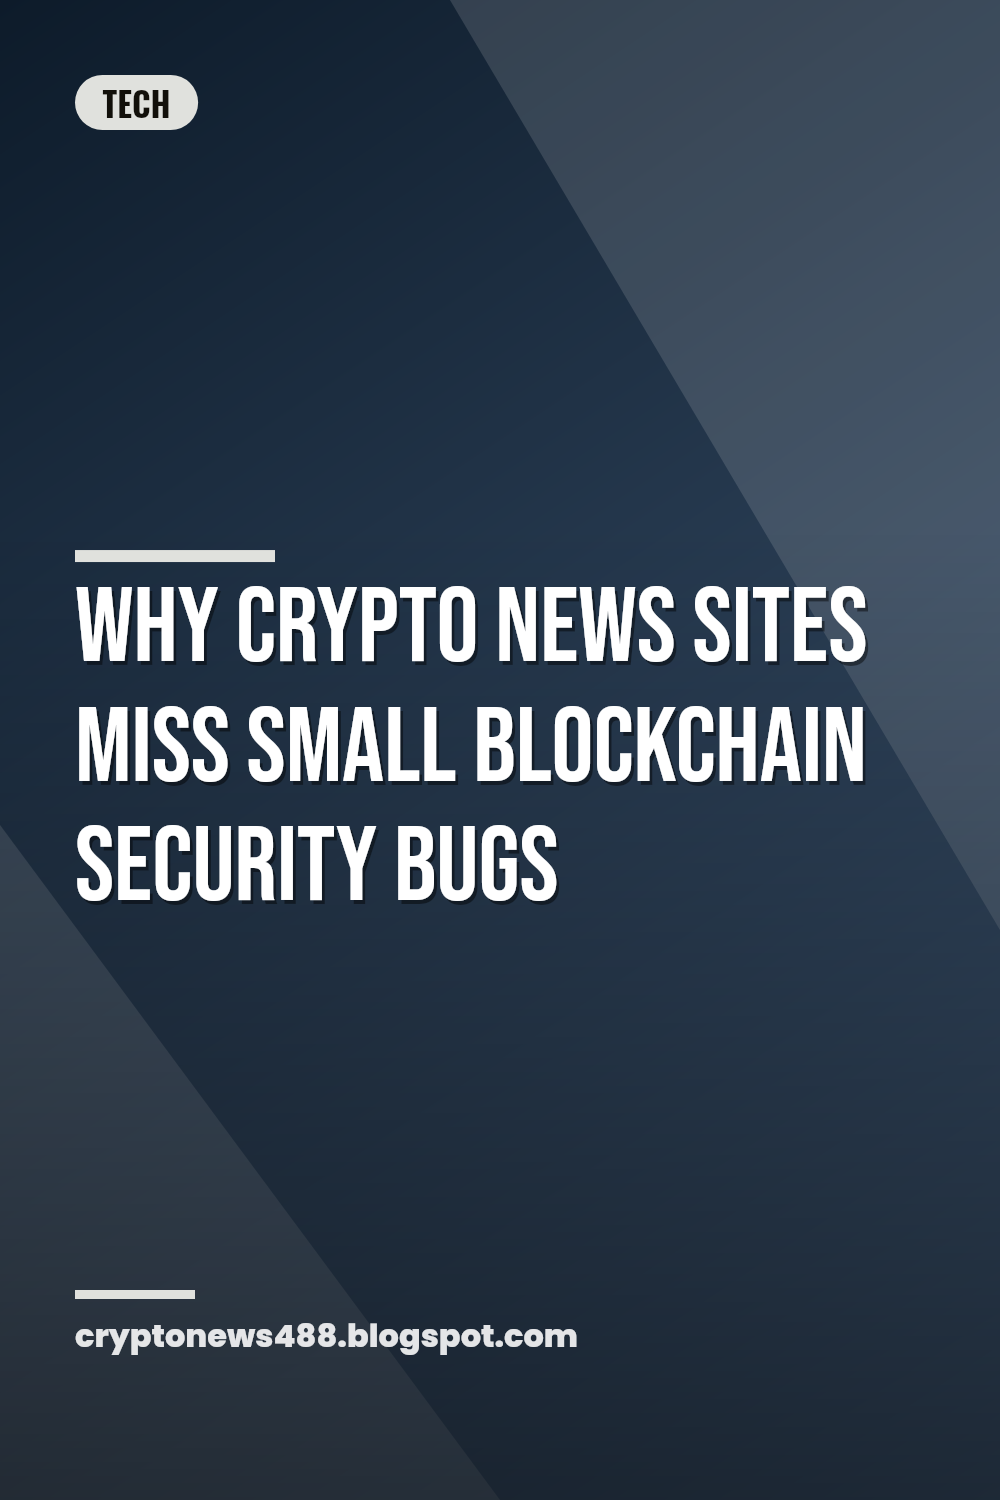 TECH
WHY CRYPTO NEWS SITES
MISS SMALL BLOCKCHAIN
SECURITY BUGS
cryptonews488.blogspot.com